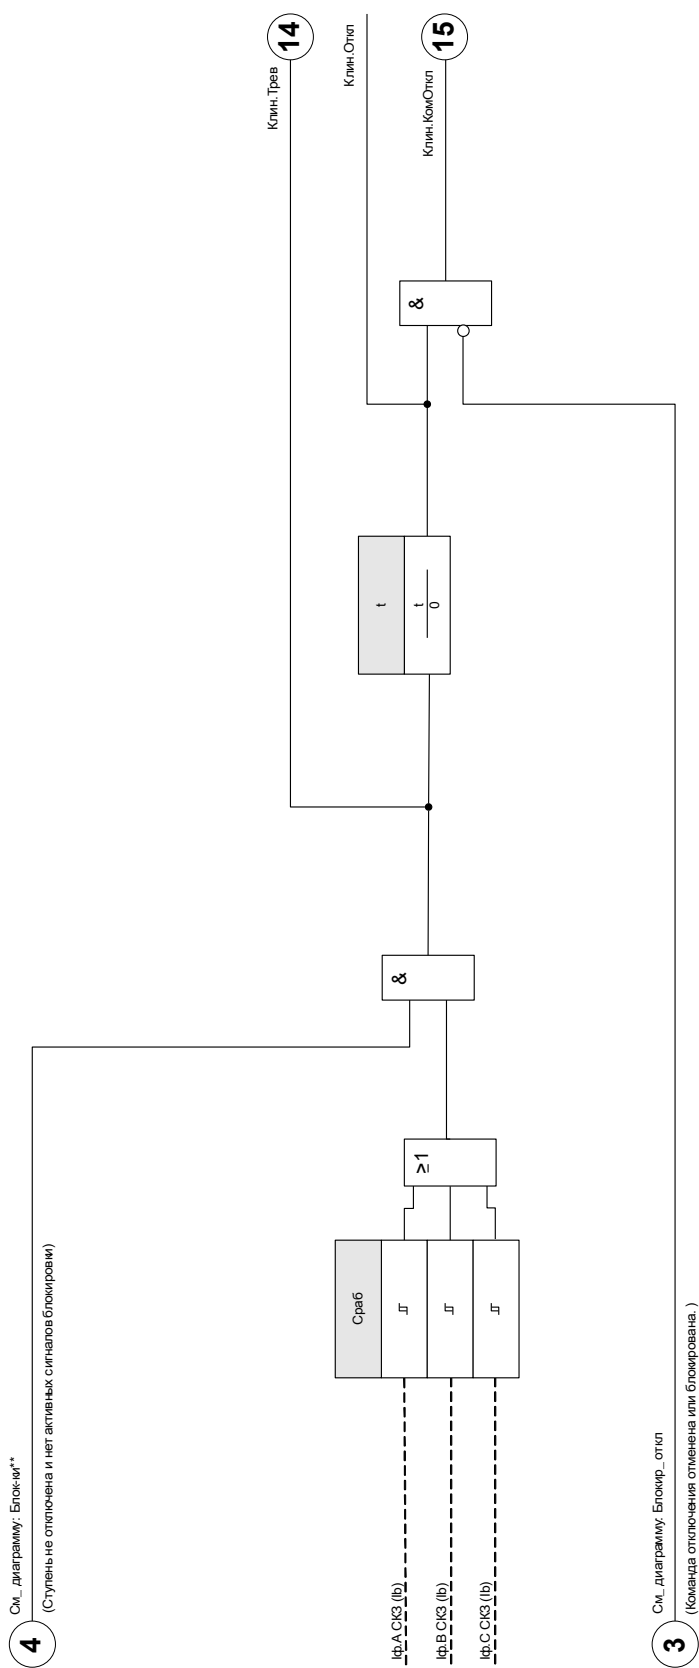 4
См_ диаграмму: Блок-ки**
(Ступень не отключена и нет активных сигналов блокировки)
Iф.A СКЗ (Ib)
Iф.B СКЗ (Ib)
Iф.C СКЗ (Ib)
Сраб
≥1
&
t
t
0
&
Клин.Трев
14
Клин.Откл
Клин.КомОткл
15
3
См_ диаграмму: Блокир_откл
(Команда отключения отменена или блокирована. )